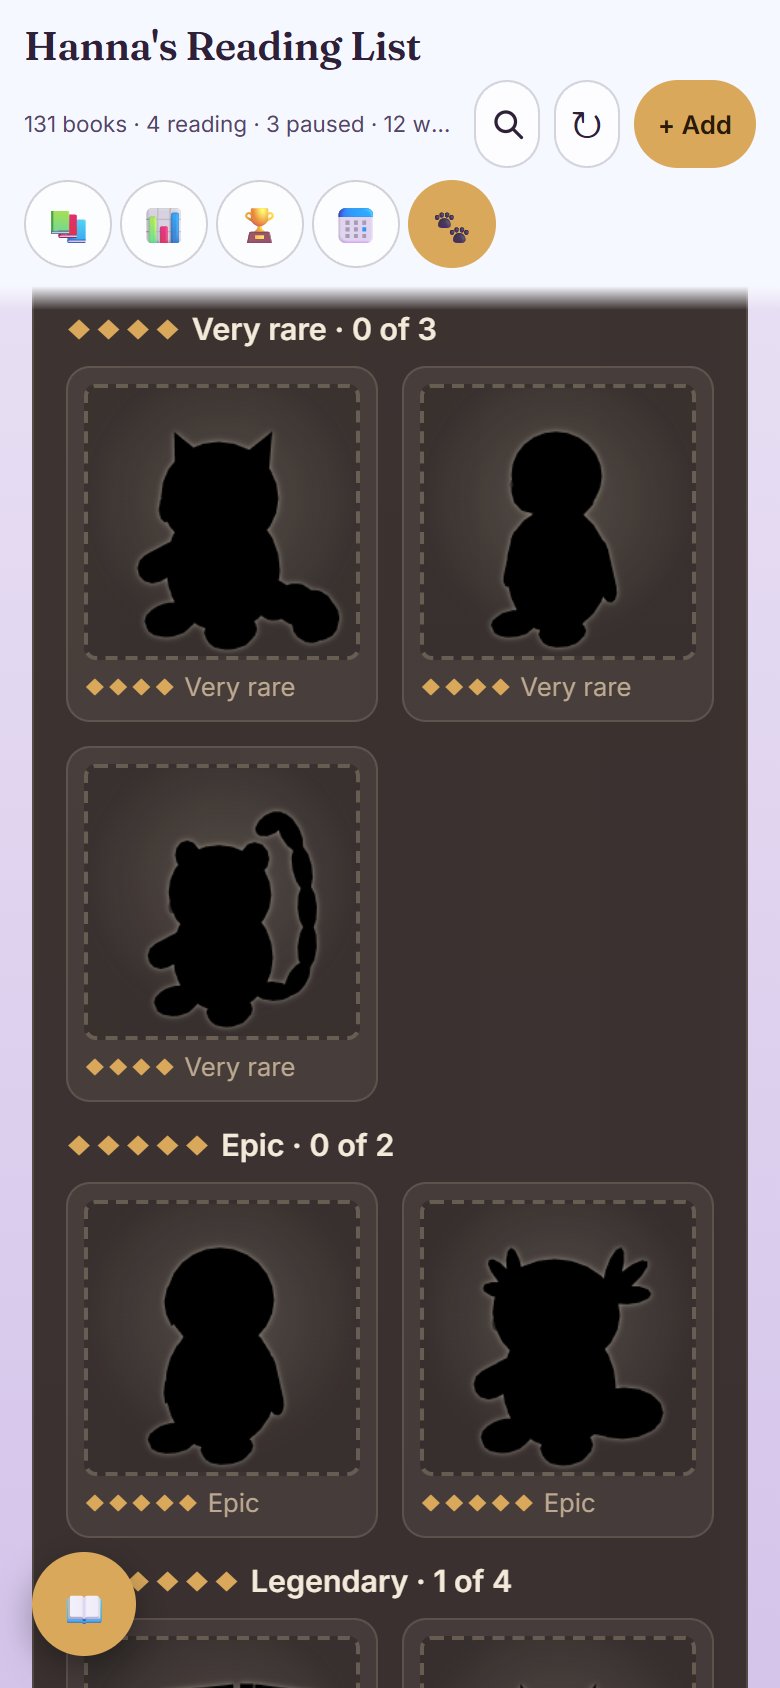 Hanna's Reading List
131 books · 4 reading · 3 paused · 12 w...
+ Add
Very rare · 0 of 3
Very rare
Very rare
Very rare
Epic · 0 of 2
Epic
Epic
Legendary · 1 of 4